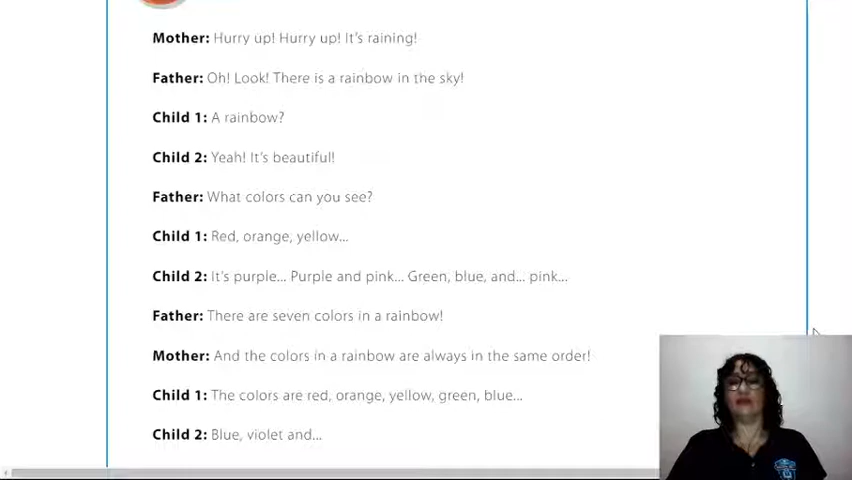 Mother: Hurry up! Hurry up! It's raining!
Father: Oh! Look! There is a rainbow in the sky!
Child 1: A rainbow?
Child 2: Yeah! It's beautiful!
Father: What colors can you see?
Child 1: Red, orange, yellow...
Child 2: It's purple... Purple and pink... Green, blue, and... pink...
Father: There are seven colors in a rainbow!
Mother: And the colors in a rainbow are always in the same order!
Child 1: The colors are red, orange, yellow, green, blue...
Child 2: Blue, violet and...